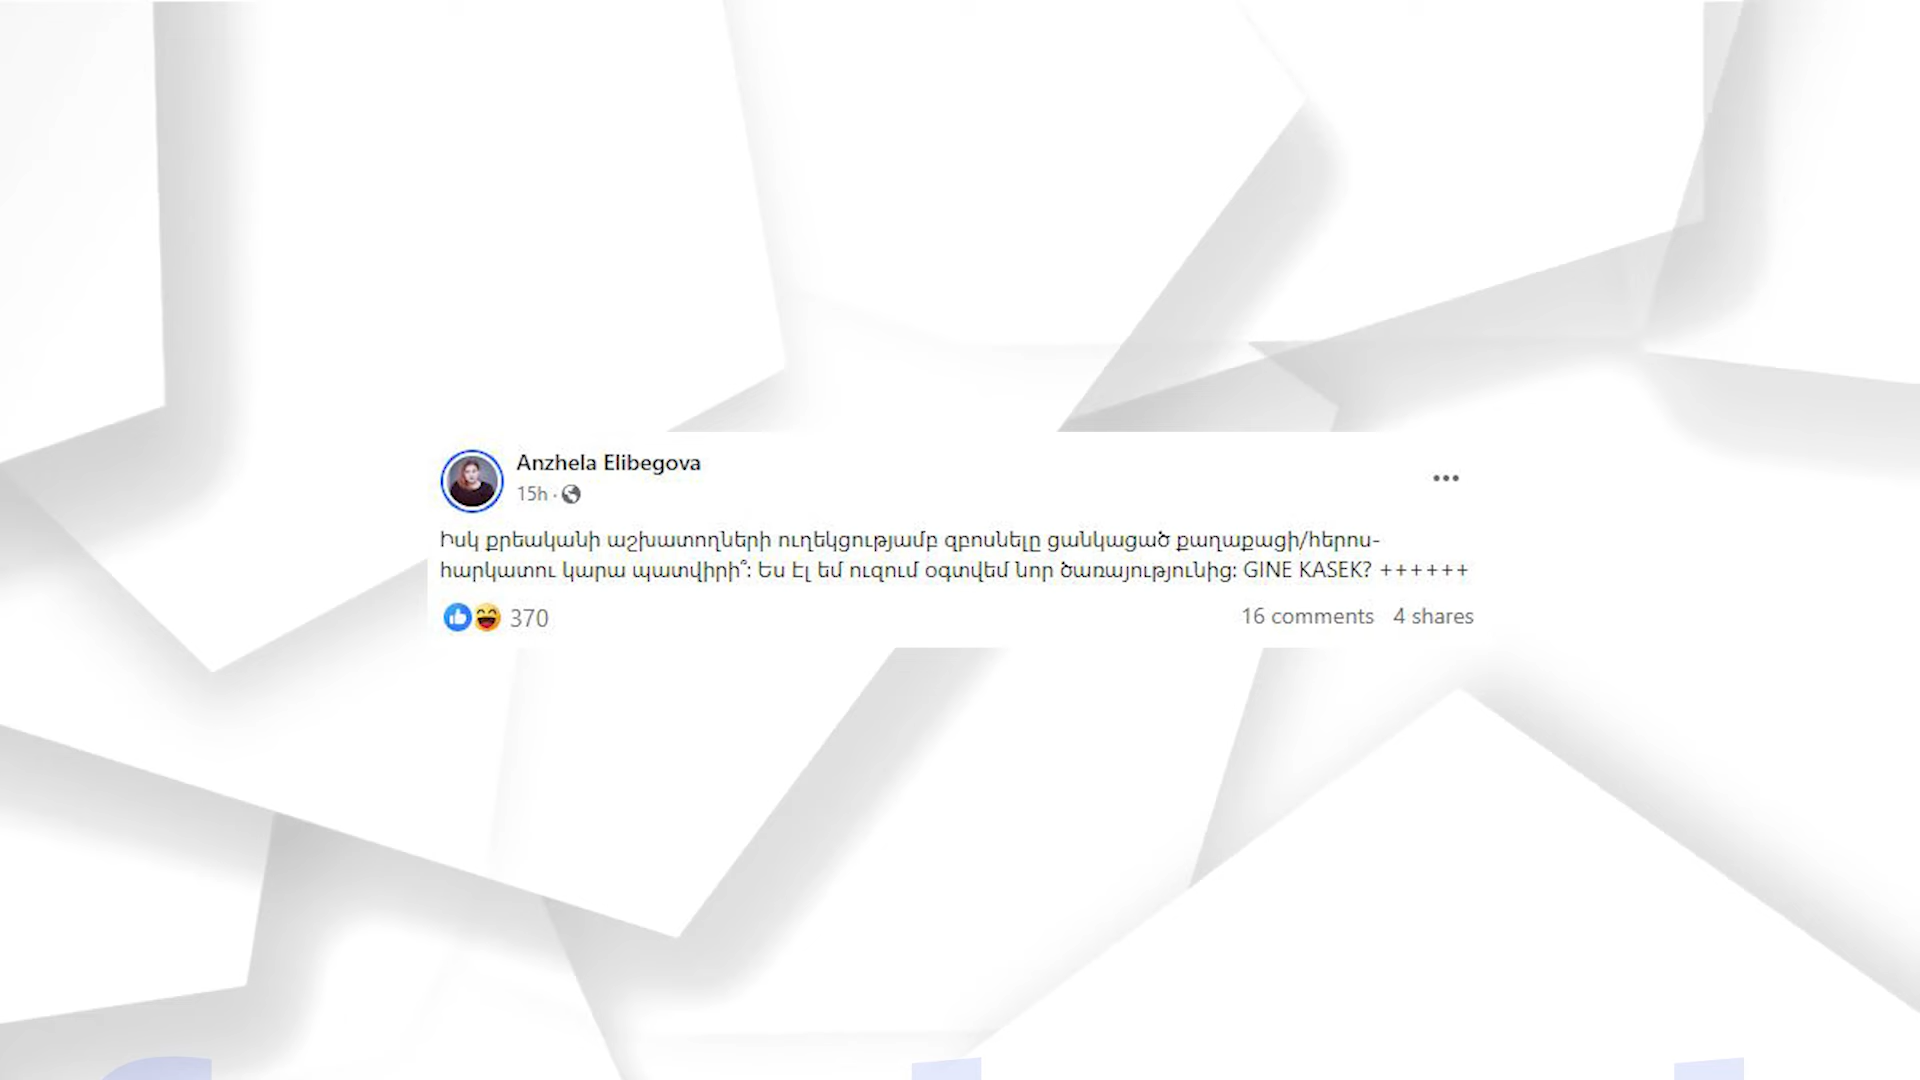 Anzhela Elibegova
15h ·
Իսկ քրեականի աշխատողների ուղեկցությամբ զբոսնելը ցանկացած քաղաքացի/հերոս-
հարկատու կարա պատվիրի՞: Ես էլ եմ ուզում օգտվեմ նոր ծառայությունից: GINE KASEK? ++++++
370
16 comments 4 shares